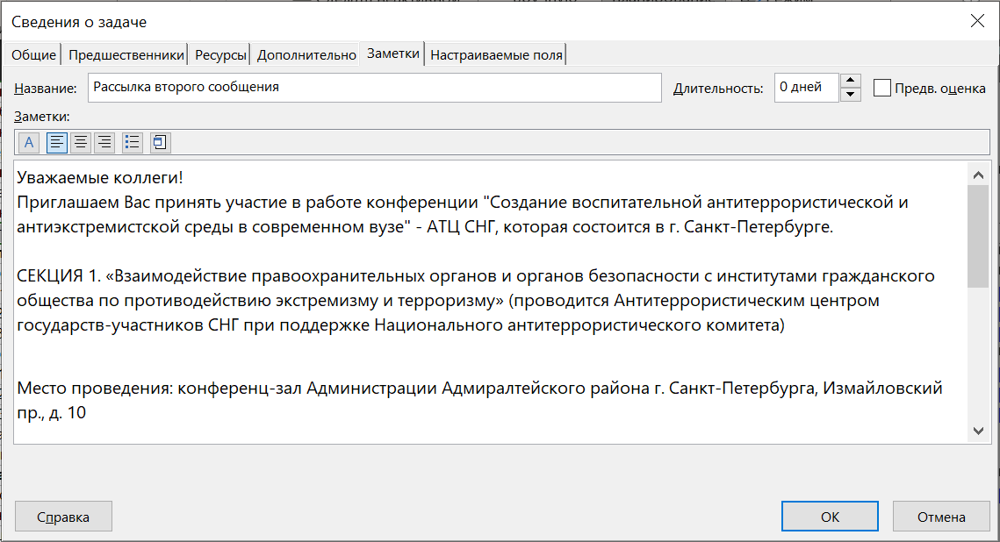 Сведения о задаче
Общие Предшественники Ресурсы Дополнительно Заметки Настраиваемые поля
Название: Рассылка второго сообщения Длительность: 0 дней Предв. оценка
Заметки:
A
Уважаемые коллеги!
Приглашаем Вас принять участие в работе конференции "Создание воспитательной антитеррористической и
антиэкстремистской среды в современном вузе" - АТЦ СНГ, которая состоится в г. Санкт-Петербурге.
СЕКЦИЯ 1. «Взаимодействие правоохранительных органов и органов безопасности с институтами гражданского
общества по противодействию экстремизму и терроризму» (проводится Антитеррористическим центром
государств-участников СНГ при поддержке Национального антитеррористического комитета)
Место проведения: конференц-зал Администрации Адмиралтейского района г. Санкт-Петербурга, Измайловский
пр., д. 10
Справка ОК Отмена